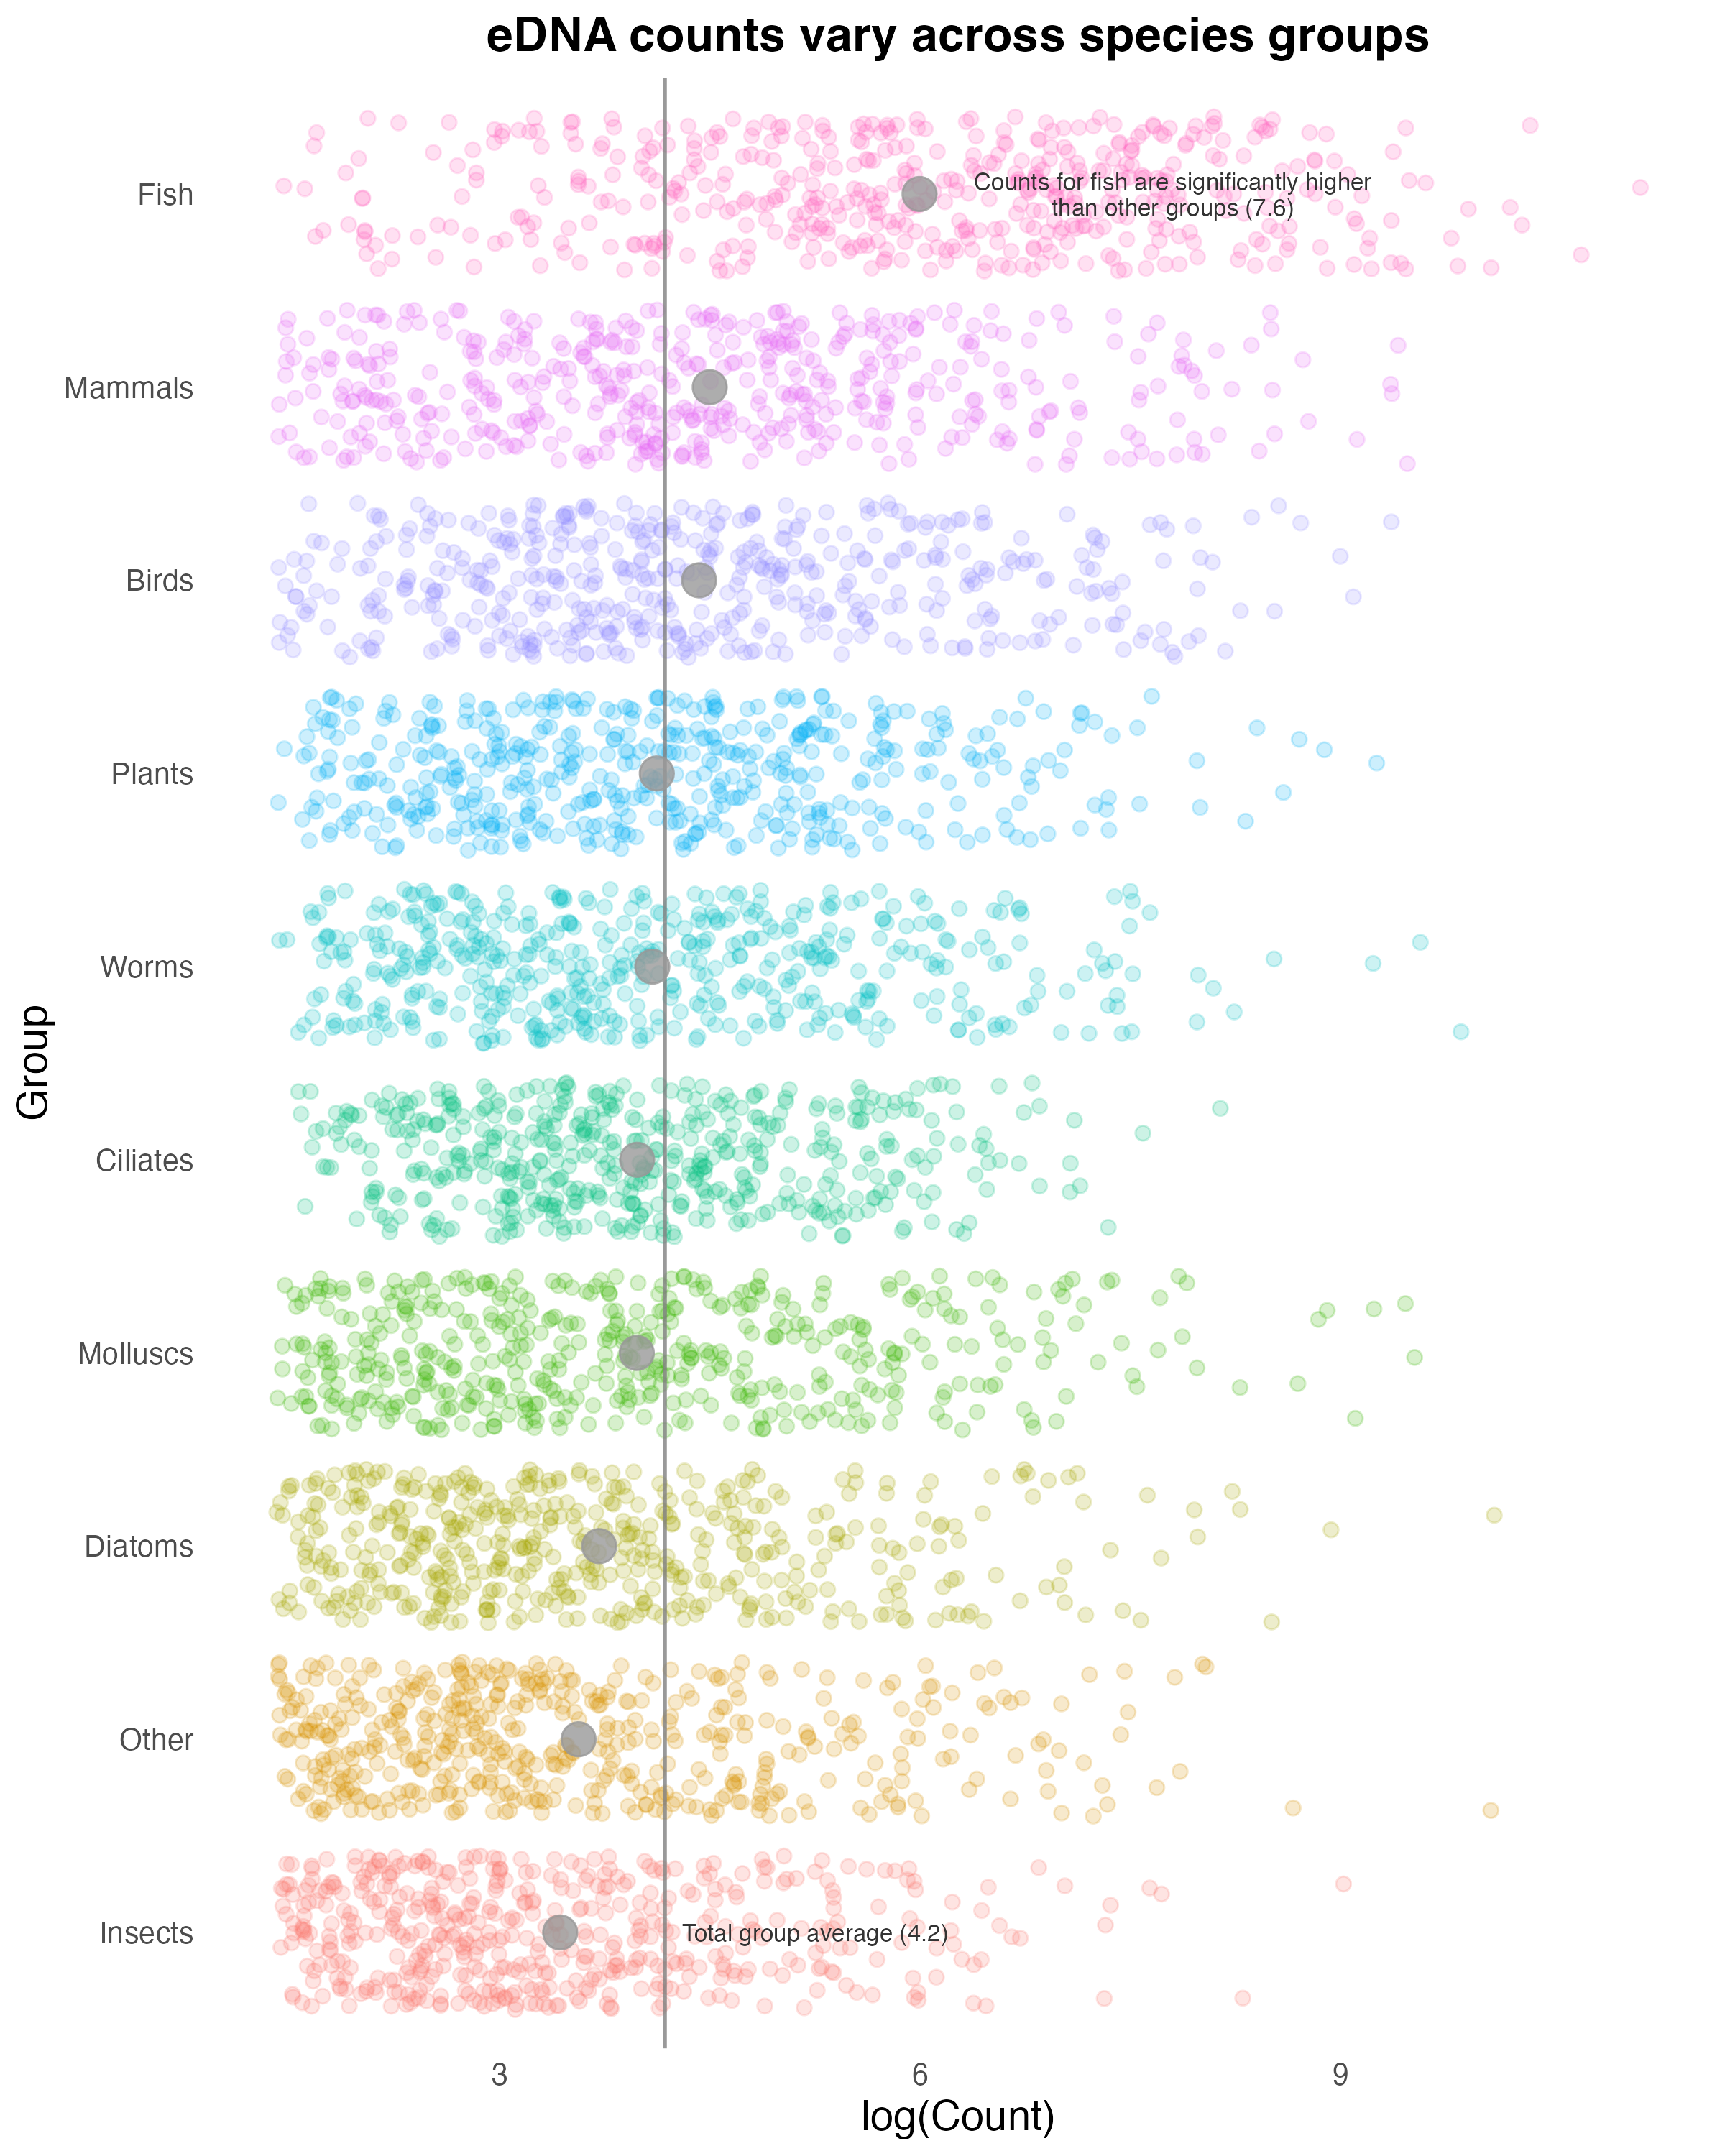 eDNA counts vary across species groups
Fish
Counts for fish are significantly higher
than other groups (7.6)
Mammals
Birds
Plants
Worms
Group
Ciliates
Molluscs
Diatoms
Other
Insects
Total group average (4.2)
3 6 9
log(Count)